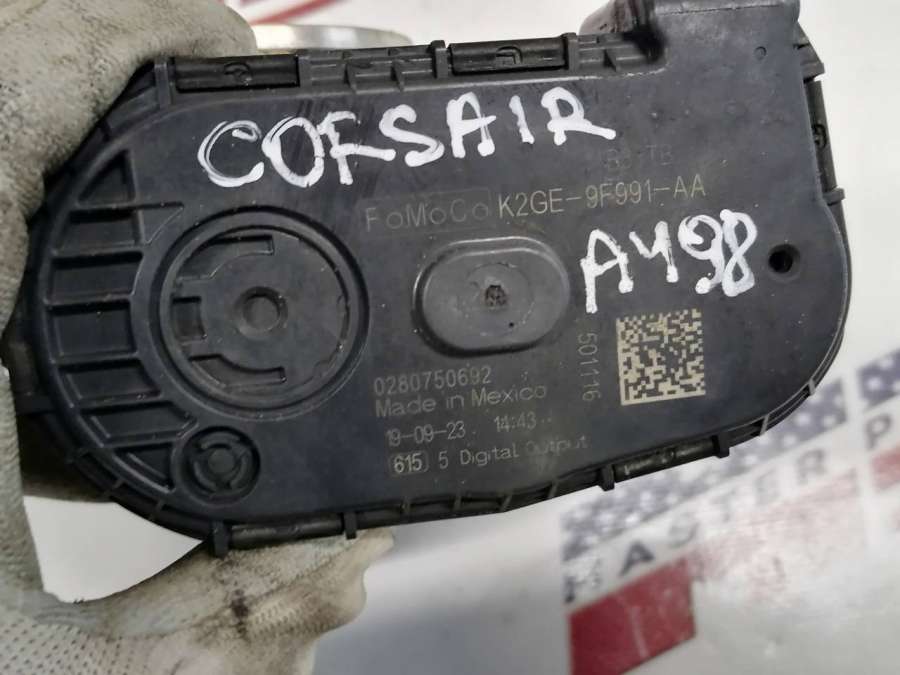 CORSAIR
FoMoCo K2GE-9F991-AA
A498
501116
0280750692
Made in Mexico
19-09-23 14:43
615 5 Digital Output
ASTER P